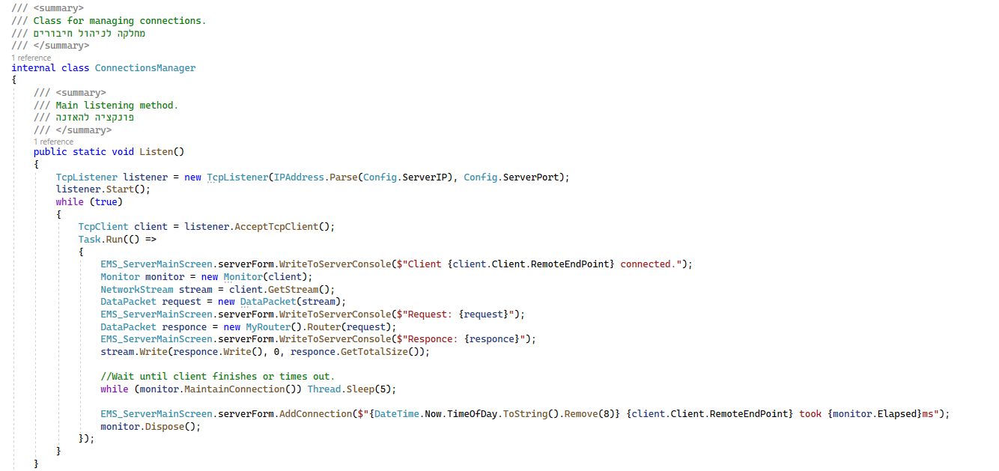 /// <summary>
/// Class for managing connections.
/// מחלקה לניהול חיבורים
/// </summary>
1 reference
internal class ConnectionsManager
{
/// <summary>
/// Main listening method.
/// פונקציה להאזנה
/// </summary>
1 reference
public static void Listen()
{
TcpListener listener = new TcpListener(IPAddress.Parse(Config.ServerIP), Config.ServerPort);
listener.Start();
while (true)
{
TcpClient client = listener.AcceptTcpClient();
Task.Run(() =>
{
EMS_ServerMainScreen.serverForm.WriteToServerConsole($"Client {client.Client.RemoteEndPoint} connected.");
Monitor monitor = new Monitor(client);
NetworkStream stream = client.GetStream();
DataPacket request = new DataPacket(stream);
EMS_ServerMainScreen.serverForm.WriteToServerConsole($"Request: {request}");
DataPacket responce = new MyRouter().Router(request);
EMS_ServerMainScreen.serverForm.WriteToServerConsole($"Responce: {responce}");
stream.Write(responce.Write(), 0, responce.GetTotalSize());
//Wait until client finishes or times out.
while (monitor.MaintainConnection()) Thread.Sleep(5);
EMS_ServerMainScreen.serverForm.AddConnection($"{DateTime.Now.TimeOfDay.ToString().Remove(8)} {client.Client.RemoteEndPoint} took {monitor.Elapsed}ms");
monitor.Dispose();
});
}
}